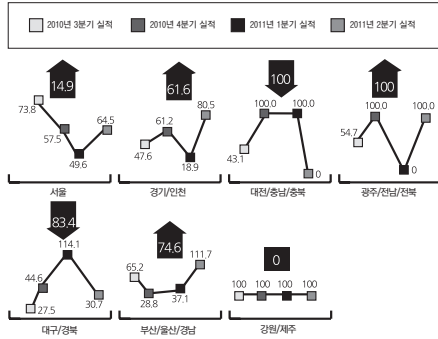 2010년 3분기 실적 2010년 4분기 실적 2011년 1분기 실적 2011년 2분기 실적
14.9 61.6 100 100
73.8 57.5 49.6 64.5
47.6 61.2 18.9 80.5
43.1 100.0 100.0 0
54.7 100.0 0 100.0
서울 경기/인천 대전/충남/충북 광주/전남/전북
83.4 74.6 0
27.5 44.6 114.1 30.7
65.2 28.8 37.1 111.7
100 100 100 100
대구/경북 부산/울산/경남 강원/제주